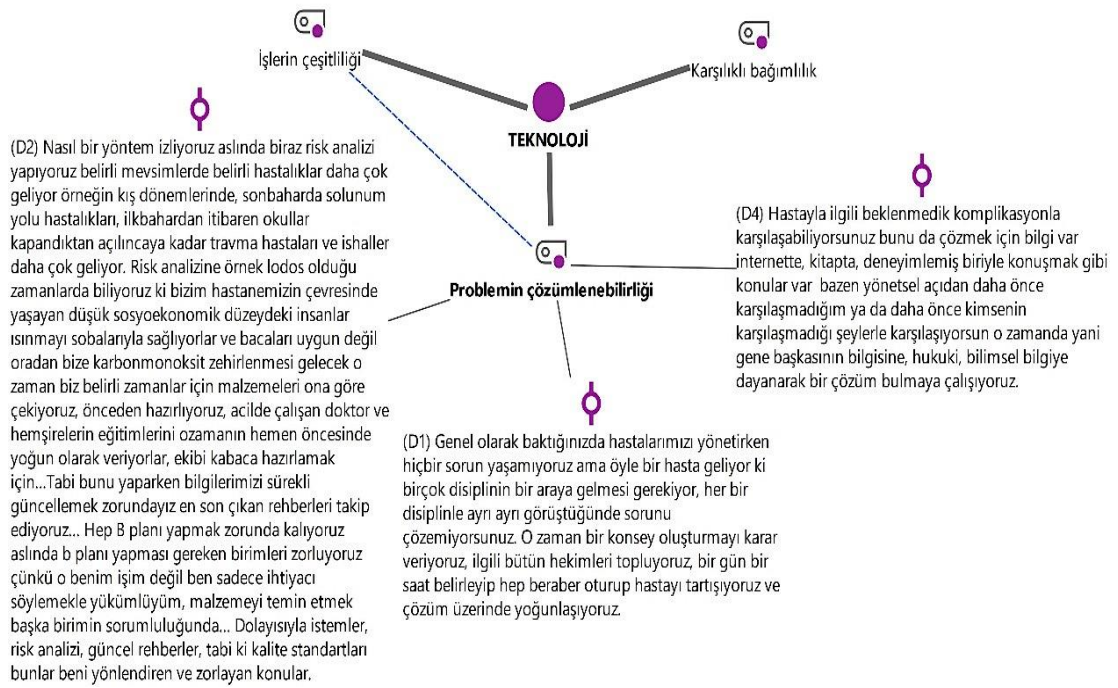 İşlerin çeşitliliği
Karşılıklı bağımlılık
TEKNOLOJİ
Problemin çözümlenebilirliği
(D2) Nasıl bir yöntem izliyoruz aslında biraz risk analizi
yapıyoruz belirli mevsimlerde belirli hastalıklar daha çok
geliyor örneğin kış dönemlerinde, sonbaharda solunum
yolu hastalıkları, ilkbahardan itibaren okullar
kapandıktan açılıncaya kadar travma hastaları ve ishaller
daha çok geliyor. Risk analizine örnek lodos olduğu
zamanlarda biliyoruz ki bizim hastanemizin çevresinde
yaşayan düşük sosyoekonomik düzeydeki insanlar
ısınmayı sobalarıyla sağlıyorlar ve bacaları uygun değil
oradan bize karbonmonoksit zehirlenmesi gelecek o
zaman biz belirli zamanlar için malzemeleri ona göre
çekiyoruz, önceden hazırlıyoruz, acilde çalışan doktor ve
hemşirelerin eğitimlerini ozamanın hemen öncesinde
yoğun olarak veriyorlar, ekibi kabaca hazırlamak
için...Tabi bunu yaparken bilgilerimizi sürekli
güncellemek zorundayız en son çıkan rehberleri takip
ediyoruz... Hep B planı yapmak zorunda kalıyoruz
aslında b planı yapması gereken birimleri zorluyoruz
çünkü o benim işim değil ben sadece ihtiyacı
söylemekle yükümlüyüm, malzemeyi temin etmek
başka birimin sorumluluğunda... Dolayısıyla istemler,
risk analizi, güncel rehberler, tabi ki kalite standartları
bunlar beni yönlendiren ve zorlayan konular.
(D4) Hastayla ilgili beklenmedik komplikasyonla
karşılaşabiliyorsunuz bunu da çözmek için bilgi var
internette, kitapta, deneyimlemiş biriyle konuşmak gibi
konular var bazen yönetsel açıdan daha önce
karşılaşmadığım ya da daha önce kimsenin
karşılaşmadığı şeylerle karşılaşıyorsun o zamanda yani
gene başkasının bilgisine, hukuki, bilimsel bilgiye
dayanarak bir çözüm bulmaya çalışıyoruz.
(D1) Genel olarak baktığınızda hastalarımızı yönetirken
hiçbir sorun yaşamıyoruz ama öyle bir hasta geliyor ki
birçok disiplinin bir araya gelmesi gerekiyor, her bir
disiplinle ayrı ayrı görüştüğünde sorunu
çözemiyorsunuz. O zaman bir konsey oluşturmayı karar
veriyoruz, ilgili bütün hekimleri topluyoruz, bir gün bir
saat belirleyip hep beraber oturup hastayı tartışıyoruz ve
çözüm üzerinde yoğunlaşıyoruz.